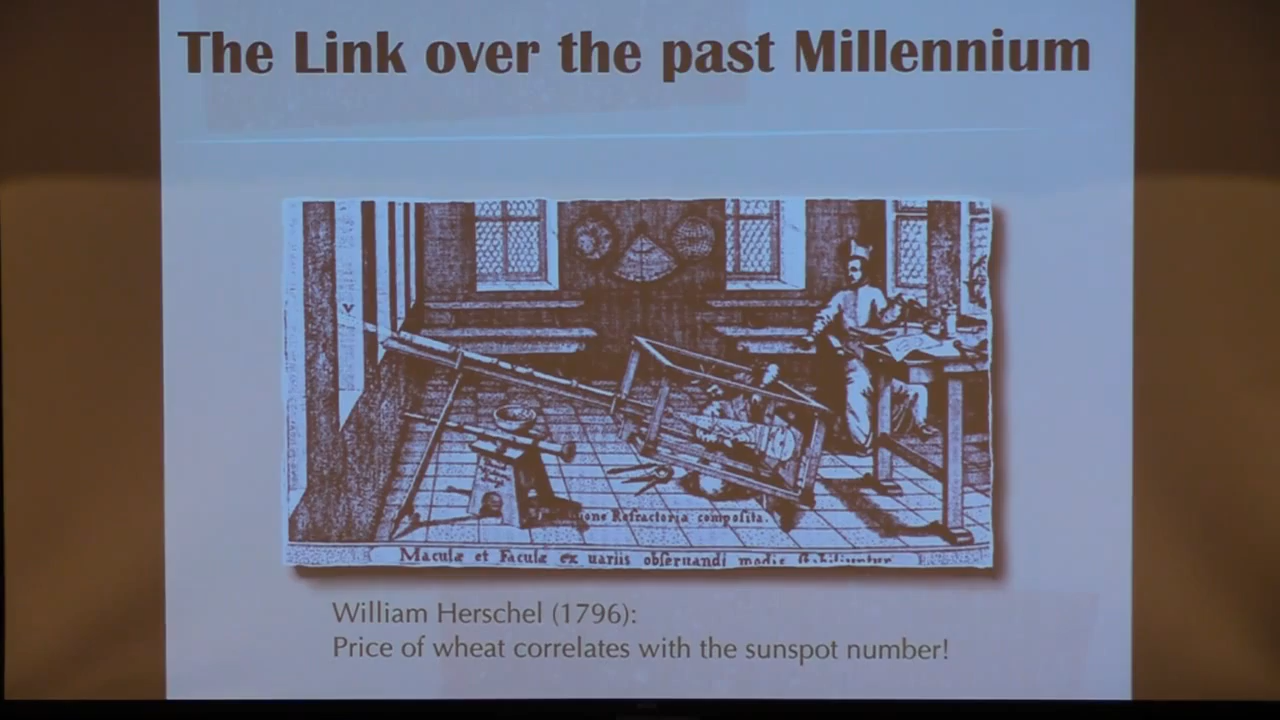 The Link over the past Millennium
Refractoria composita.
Maculæ et Faculæ ex uariis obſeruandi modis
William Herschel (1796):
Price of wheat correlates with the sunspot number!